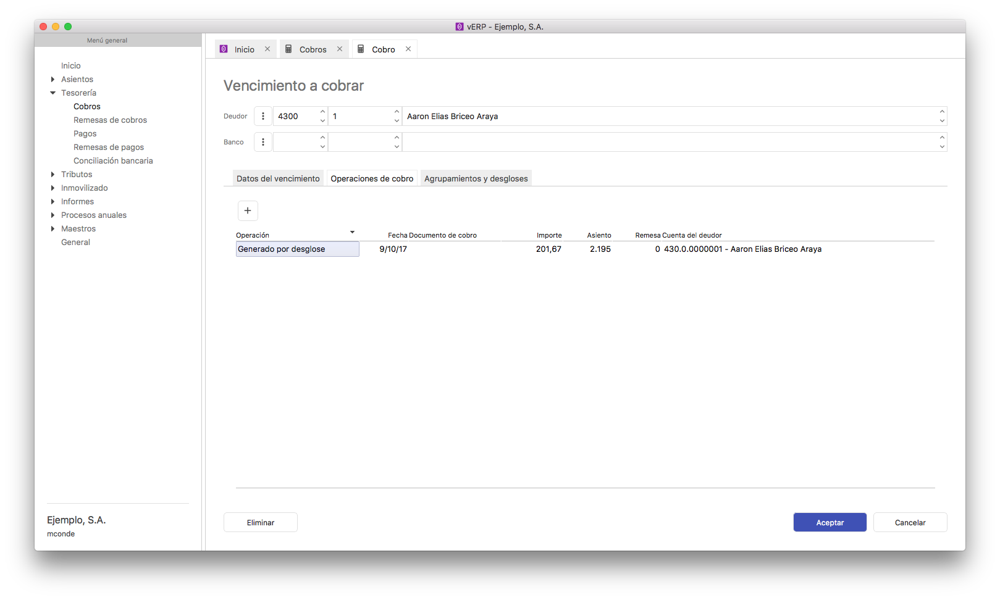 vERP - Ejemplo, S.A.
Menú general
Inicio
Asientos
Tesorería
Cobros
Remesas de cobros
Pagos
Remesas de pagos
Conciliación bancaria
Tributos
Inmovilizado
Informes
Procesos anuales
Maestros
General
Ejemplo, S.A.
mconde
Inicio Cobros Cobro
Vencimiento a cobrar
Deudor 4300 1 Aaron Elias Briceo Araya
Banco
Datos del vencimiento Operaciones de cobro Agrupamientos y desgloses
+
Operación Fecha Documento de cobro Importe Asiento Remesa Cuenta del deudor
Generado por desglose 9/10/17 201,67 2.195 0 430.0.0000001 - Aaron Elias Briceo Araya
Eliminar Aceptar Cancelar